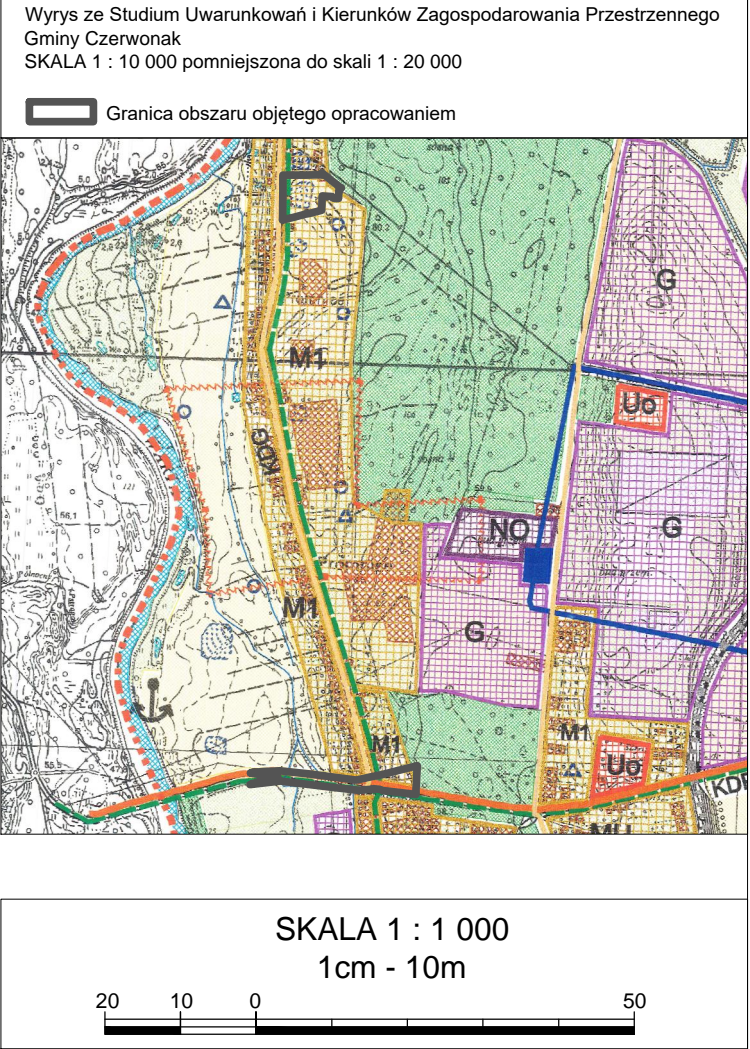 Wyrys ze Studium Uwarunkowań i Kierunków Zagospodarowania Przestrzennego
Gminy Czerwonak
SKALA 1 : 10 000 pomniejszona do skali 1 : 20 000
Granica obszaru objętego opracowaniem
G
M1
Uo
KDG
G
NO
M1
G
M1
M1
Uo
SKALA 1 : 1 000
1cm - 10m
20 10 0 50